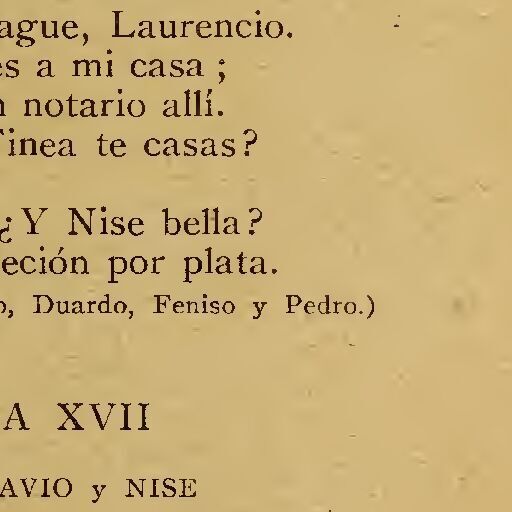 ague, Laurencio.
es a mi casa ;
n notario allí.
Finea te casas?
¿Y Nise bella?
eción por plata.
o, Duardo, Feniso y Pedro.)
A XVII
AVIO y NISE